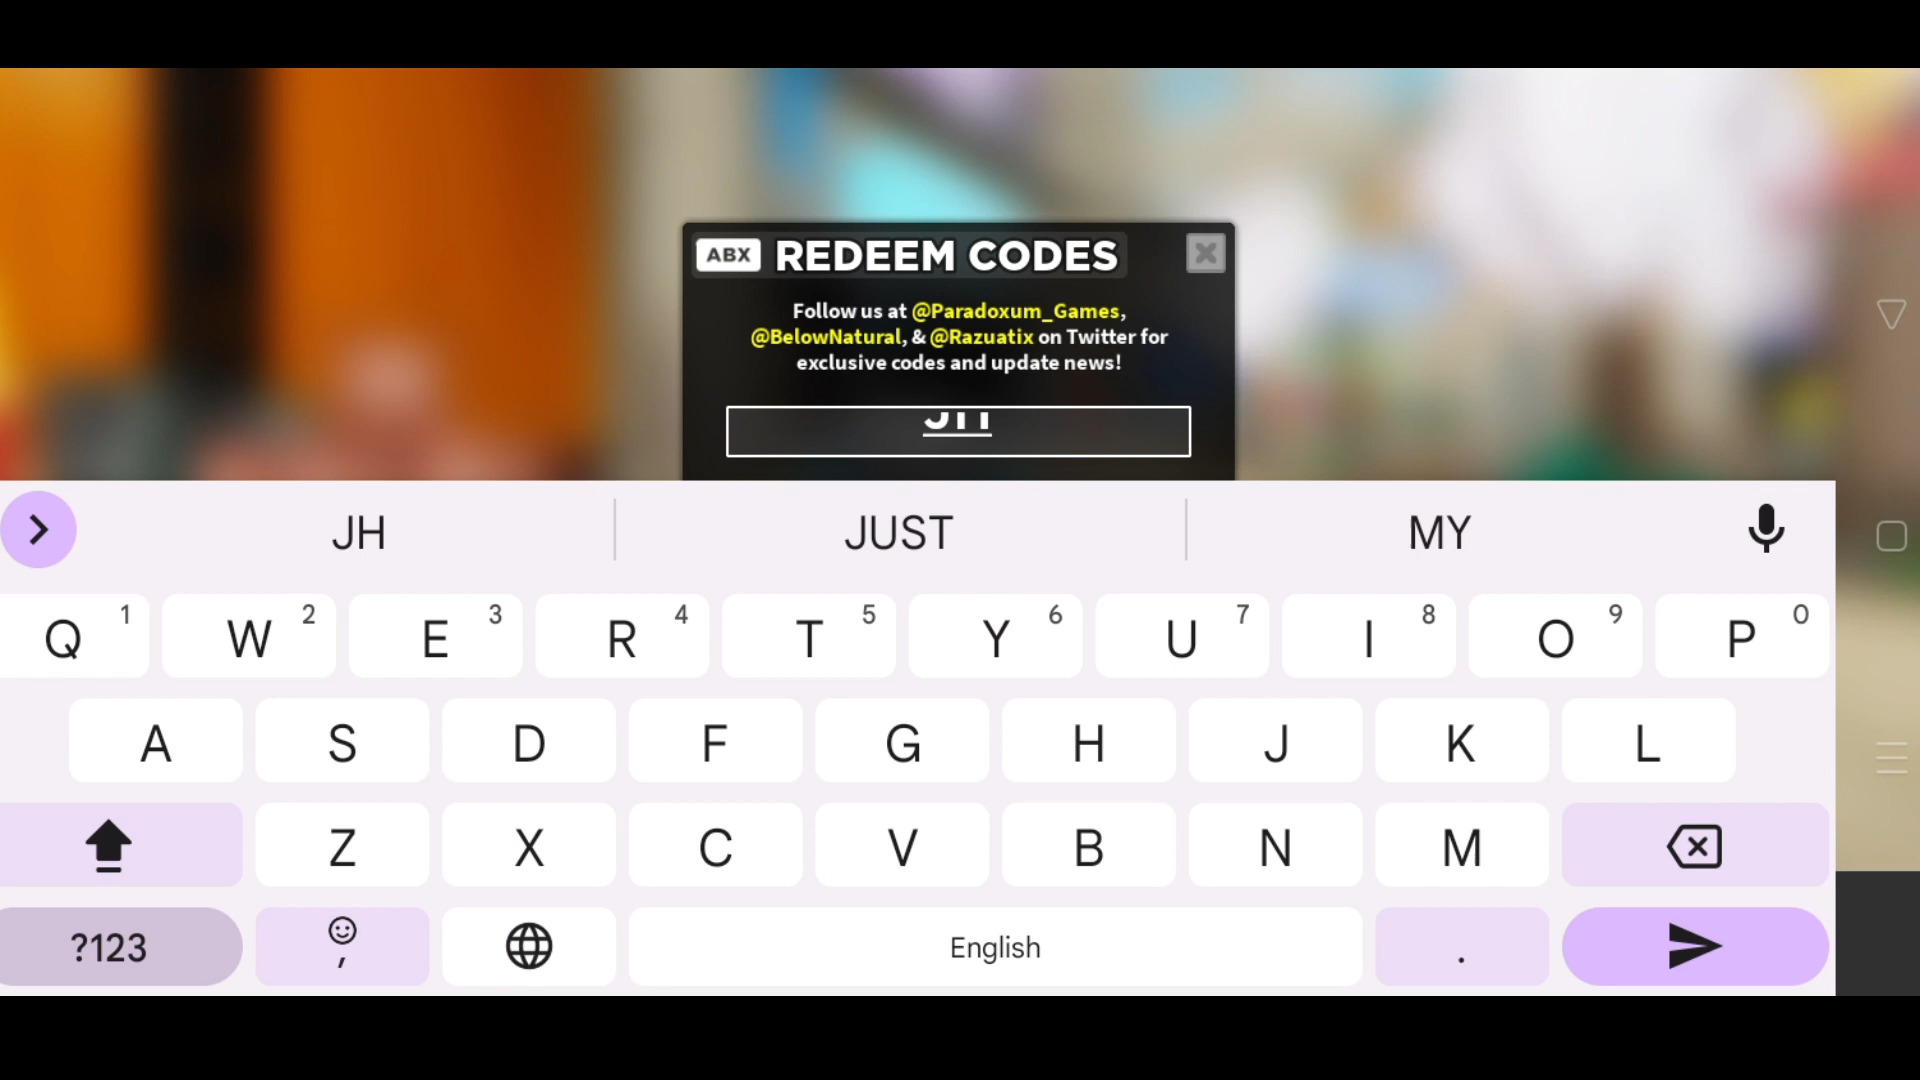 ABX REDEEM CODES
Follow us at @Paradoxum_Games,
@BelowNatural, & @Razuatix on Twitter for
exclusive codes and update news!
JH JUST MY
Q 1 W 2 E 3 R 4 T 5 Y 6 U 7 I 8 O 9 P 0
A S D F G H J K L
Z X C V B N M
?123 , English .